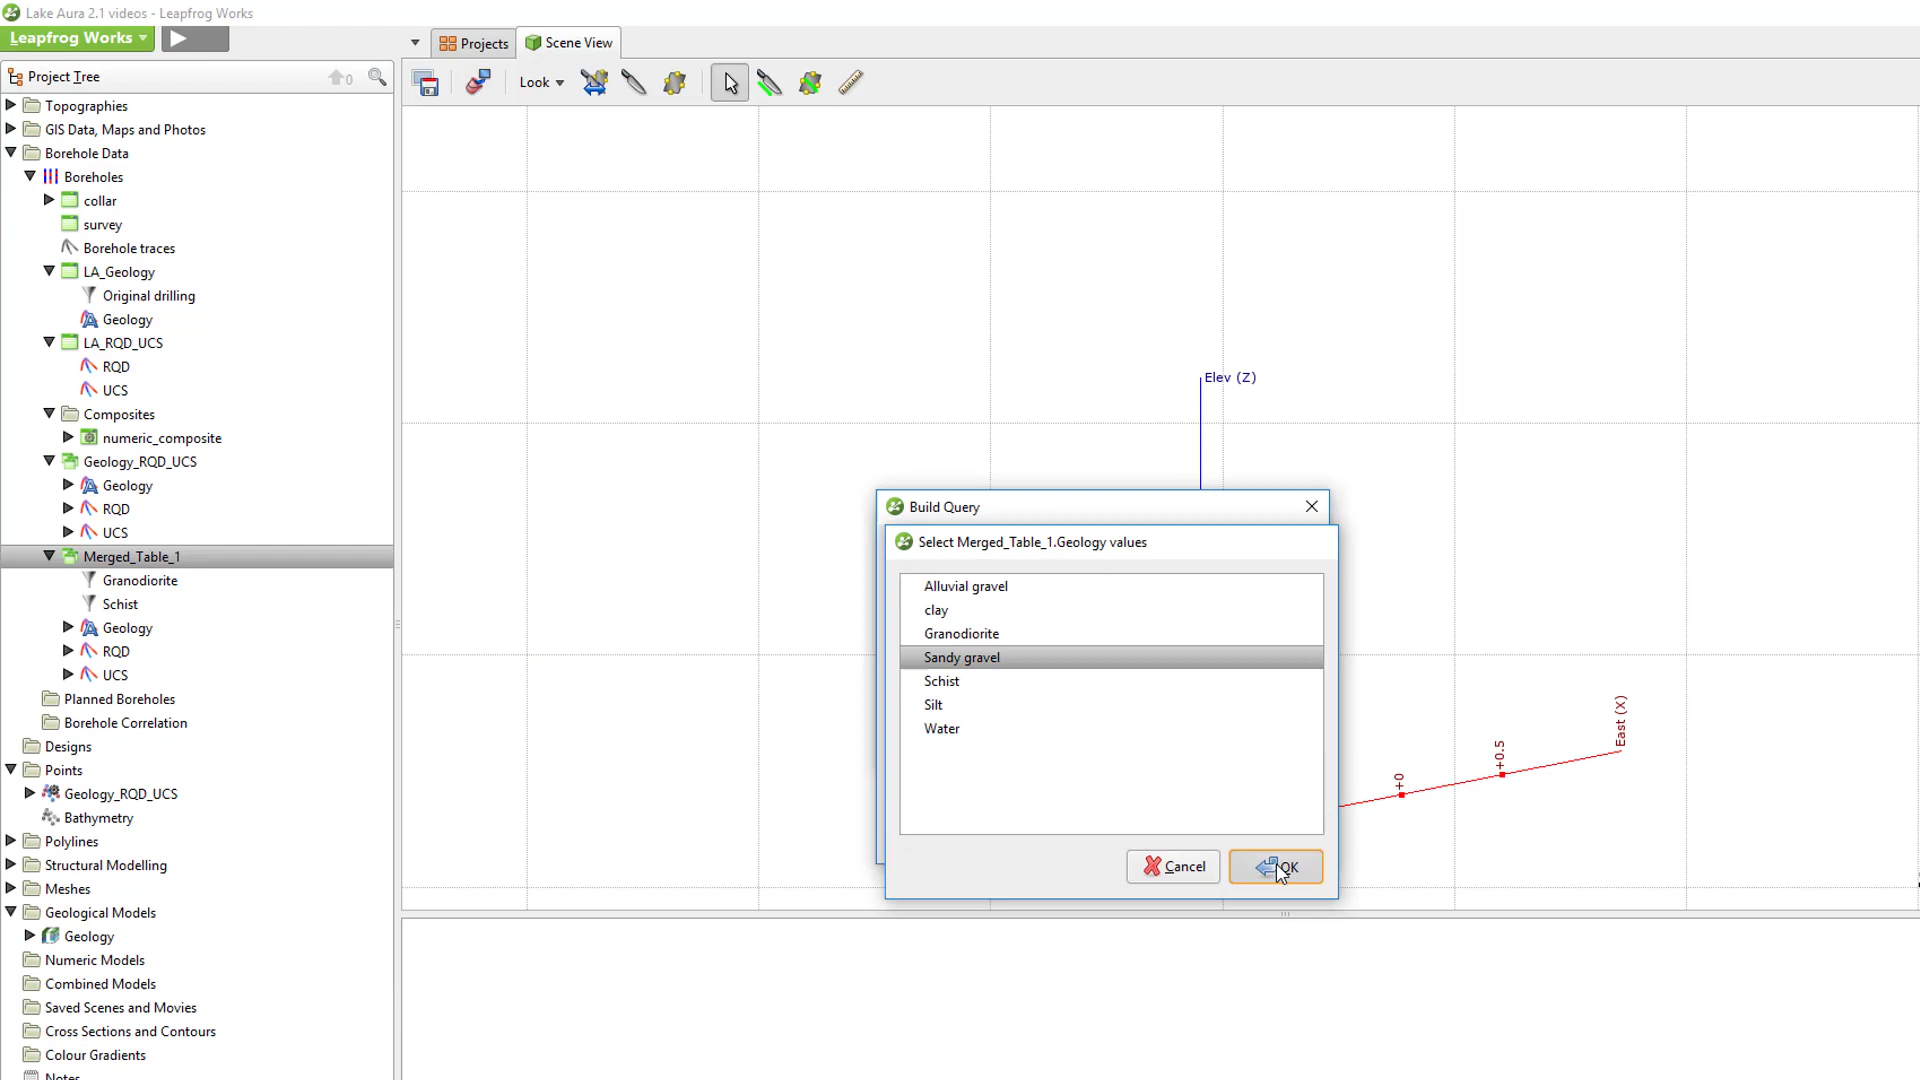 Lake Aura 2.1 videos - Leapfrog Works
Leapfrog Works
Projects
Scene View
Project Tree
0
Look
Topographies
GIS Data, Maps and Photos
Borehole Data
Boreholes
collar
survey
Borehole traces
LA_Geology
Original drilling
Geology
LA_RQD_UCS
RQD
UCS
Composites
numeric_composite
Geology_RQD_UCS
Geology
RQD
UCS
Merged_Table_1
Granodiorite
Schist
Geology
RQD
UCS
Planned Boreholes
Borehole Correlation
Designs
Points
Geology_RQD_UCS
Bathymetry
Polylines
Structural Modelling
Meshes
Geological Models
Geology
Numeric Models
Combined Models
Saved Scenes and Movies
Cross Sections and Contours
Colour Gradients
Notes
Elev (Z)
Build Query
Select Merged_Table_1.Geology values
Alluvial gravel
clay
Granodiorite
Sandy gravel
Schist
Silt
Water
Cancel
OK
+0
+0.5
East (X)